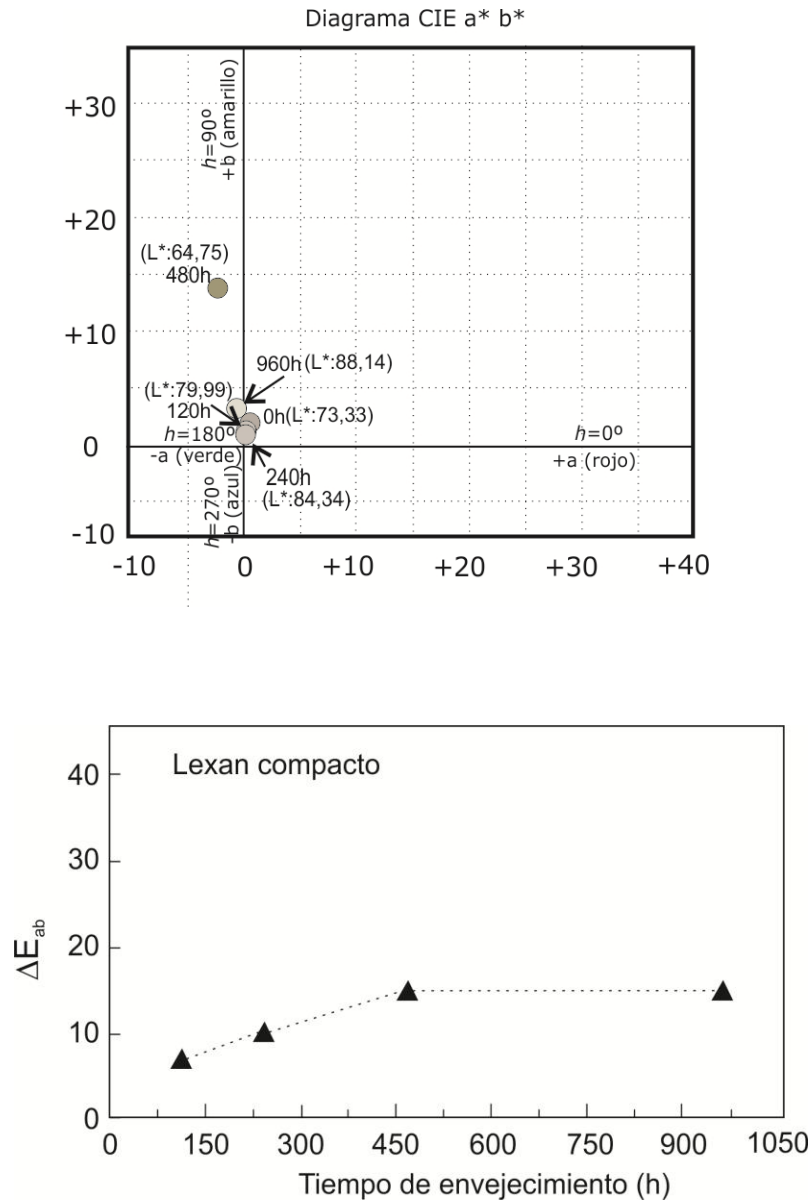 Diagrama CIE a* b*
+30
h=90º
+b (amarillo)
+20
(L*:64,75)
480h
+10
960h(L*:88,14)
(L*:79,99)
120h
0h(L*:73,33)
h=180º
h=0º
0
-a (verde)
+a (rojo)
240h
(L*:84,34)
h=270º
-b (azul)
-10
-10 0 +10 +20 +30 +40
Lexan compacto
40
30
20
10
0
ΔEab
0 150 300 450 600 750 900 1050
Tiempo de envejecimiento (h)